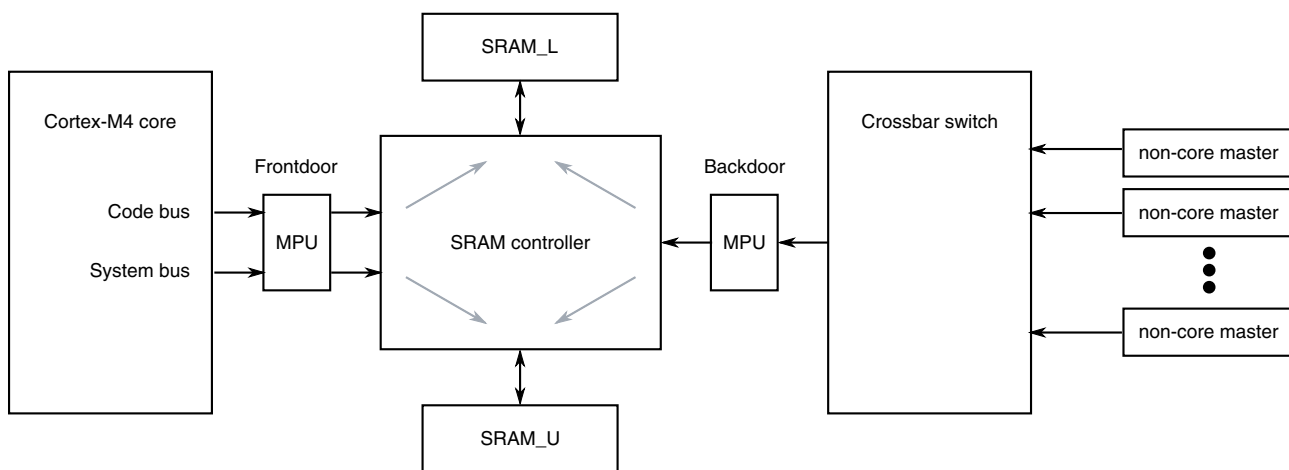 SRAM_L
Cortex-M4 core
Crossbar switch
non-core master
Frontdoor
Backdoor
Code bus
MPU
SRAM controller
MPU
non-core master
System bus
non-core master
SRAM_U